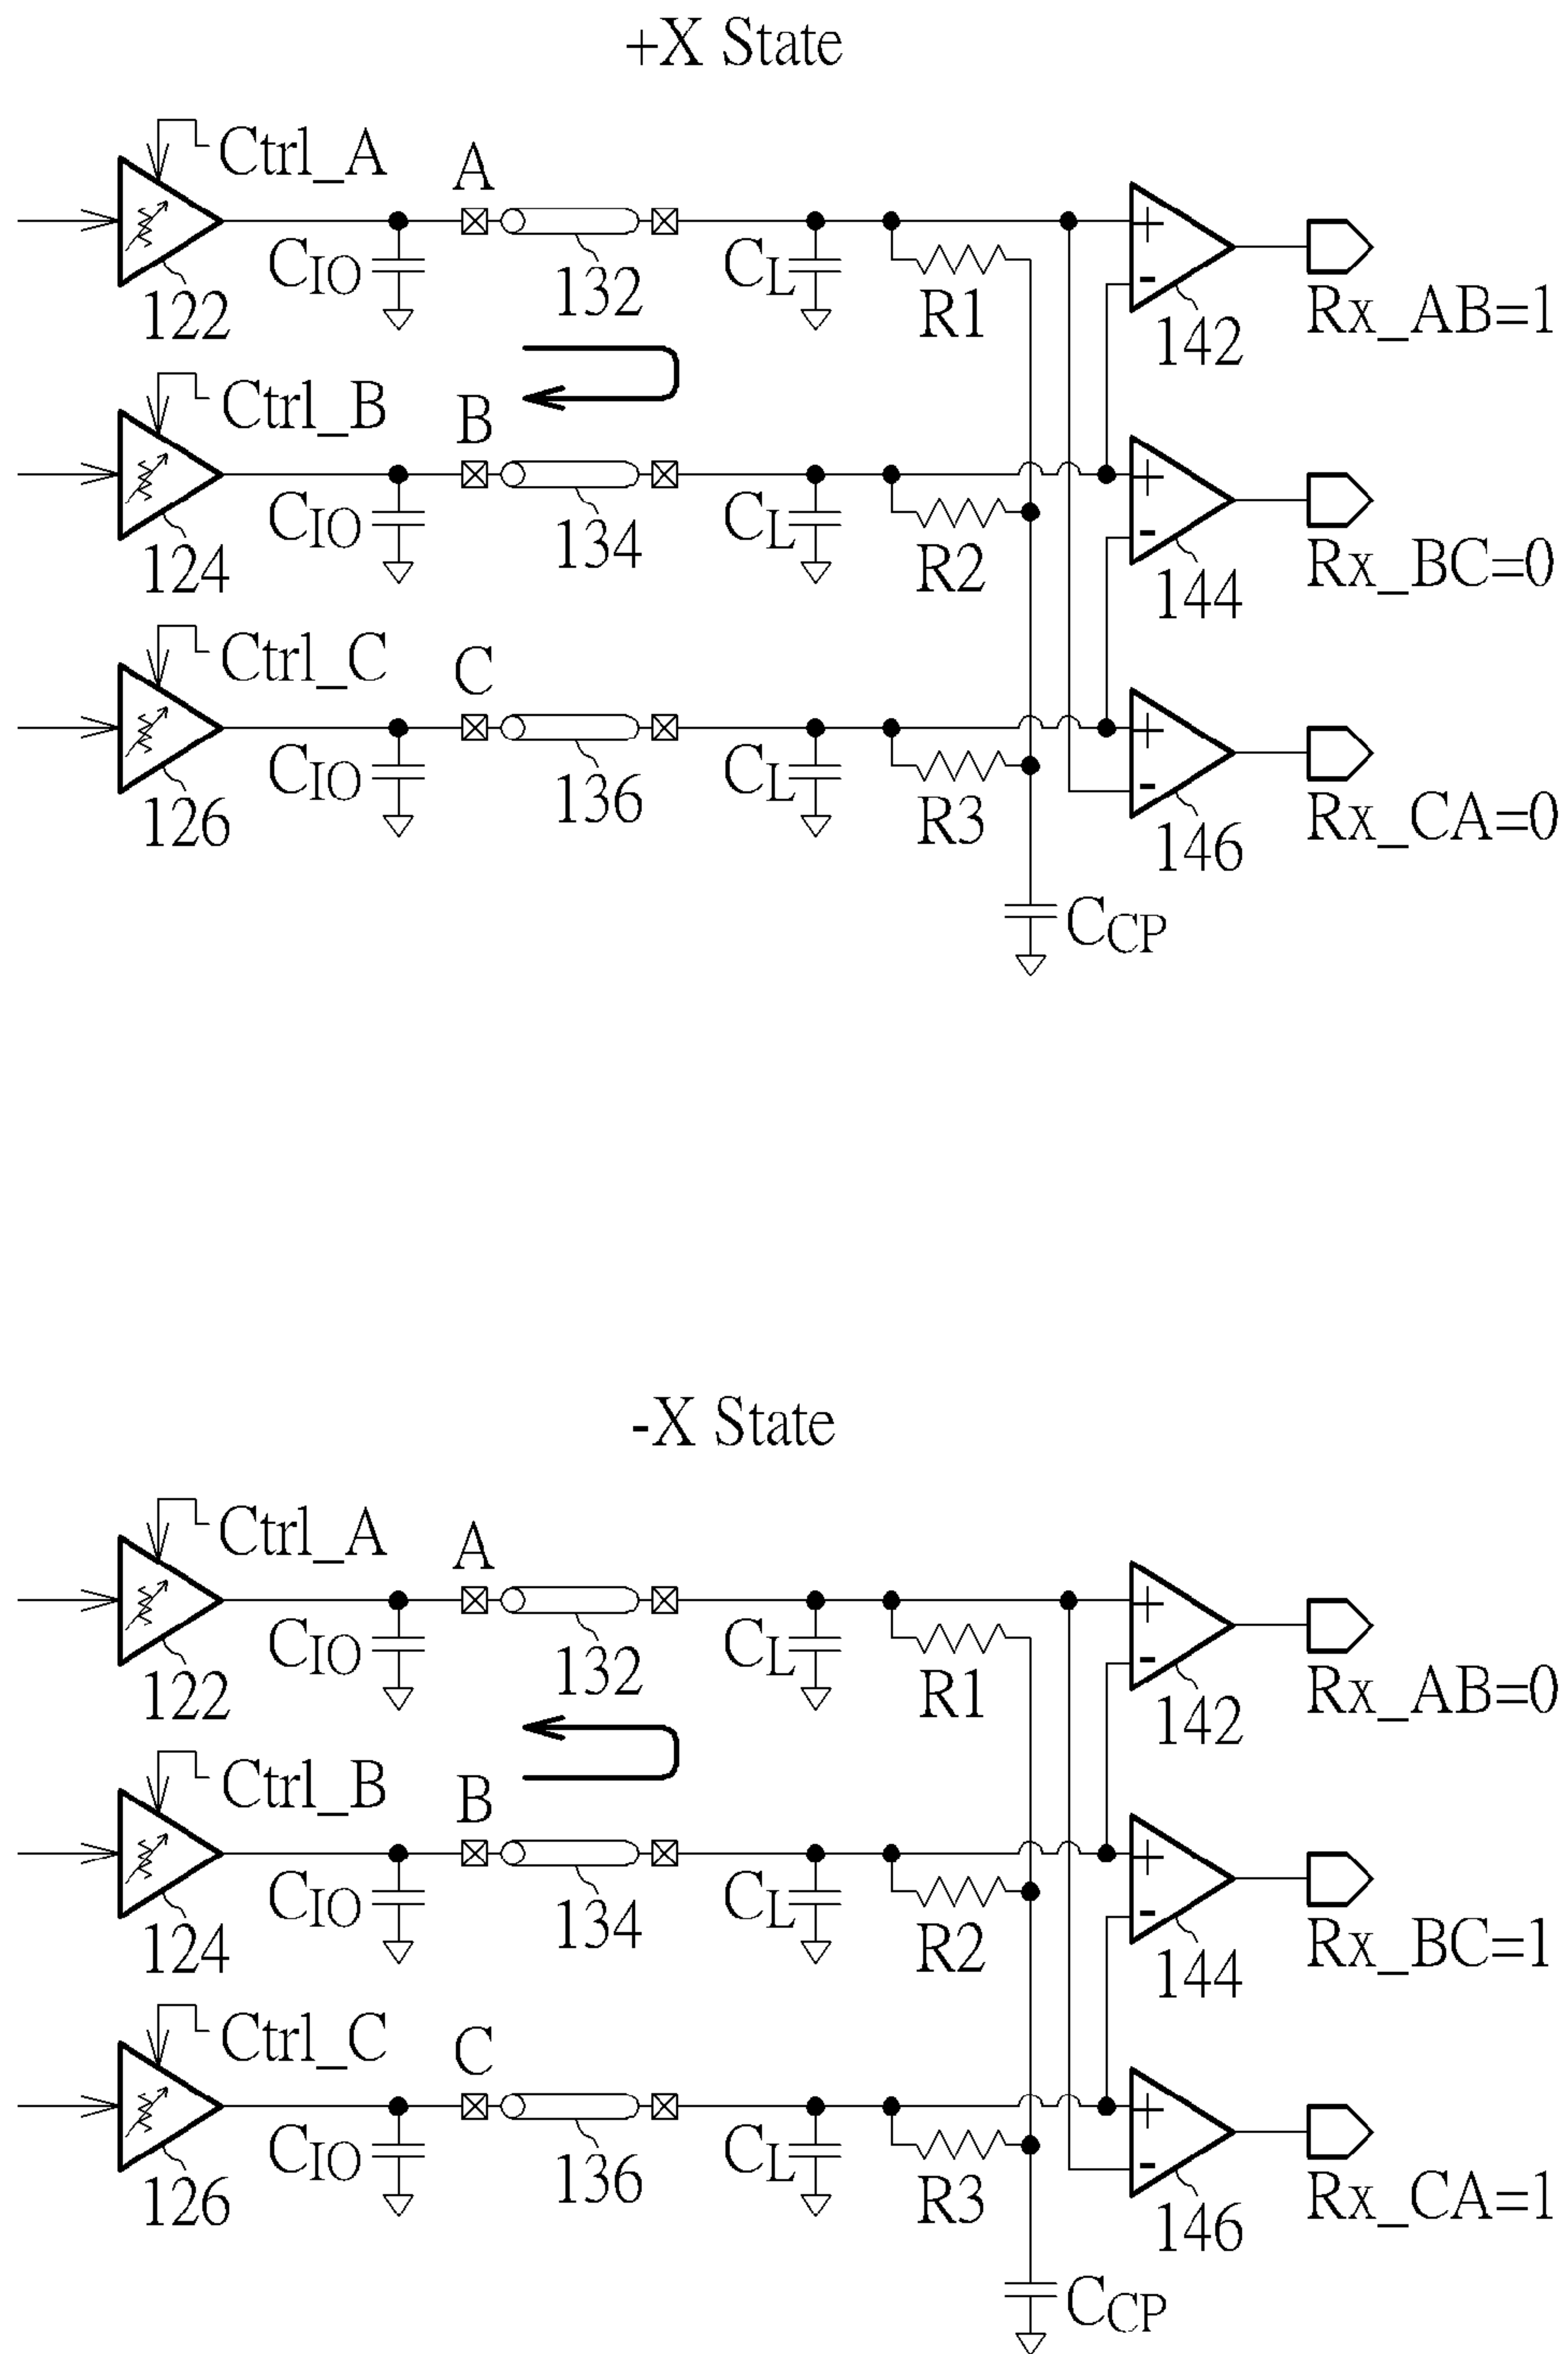 +X State
Ctrl_A
A
+
-
CIO
132
CL
R1
122
142
Rx_AB=1
Ctrl_B
B
+
-
CIO
134
CL
R2
124
144
Rx_BC=0
Ctrl_C
C
+
-
CIO
136
CL
R3
126
146
Rx_CA=0
CCP
-X State
Ctrl_A
A
+
-
CIO
132
CL
R1
122
142
Rx_AB=0
Ctrl_B
B
+
-
CIO
134
CL
R2
124
144
Rx_BC=1
Ctrl_C
C
+
-
CIO
136
CL
R3
126
146
Rx_CA=1
CCP